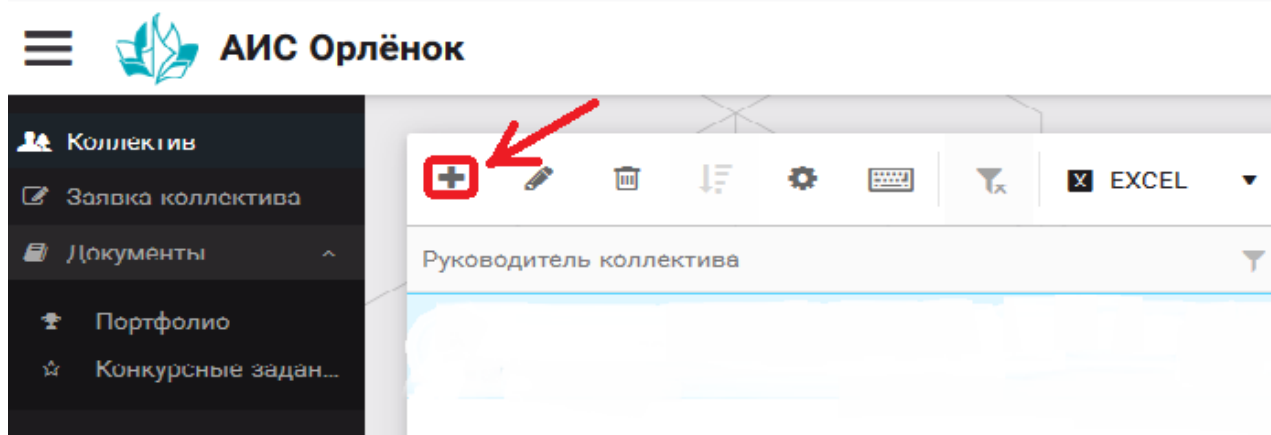 АИС Орлёнок
Коллектив
Заявка коллектива
Документы
Портфолио
Конкурсные задан...
X EXCEL
Руководитель коллектива